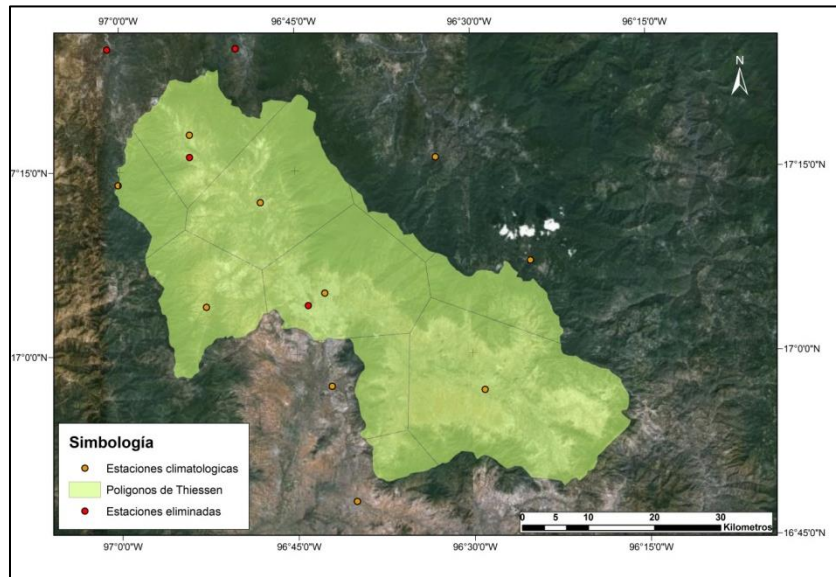 97°0'0"W 96°45'0"W 96°30'0"W 96°15'0"W
N
17°15'0"N 17°15'0"N
17°0'0"N 17°0'0"N
Simbología
Estaciones climatologicas
Poligonos de Thiessen
Estaciones eliminadas
0 5 10 20 30
Kilometros
16°45'0"N
97°0'0"W 96°45'0"W 96°30'0"W 96°15'0"W